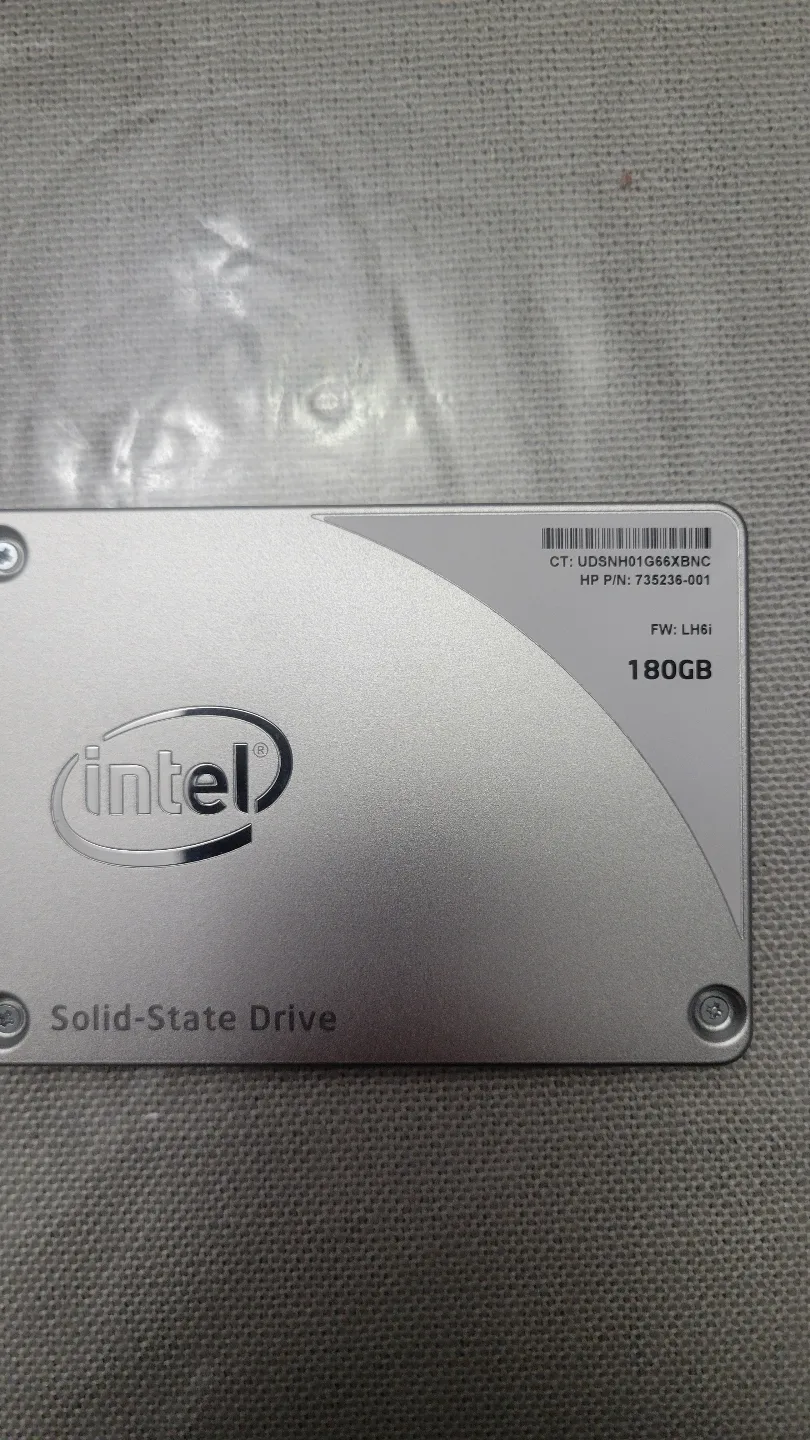 CT: UDSNH01G66XBNC
HP P/N: 735236-001
FW: LH6i
180GB
intel®
Solid-State Drive